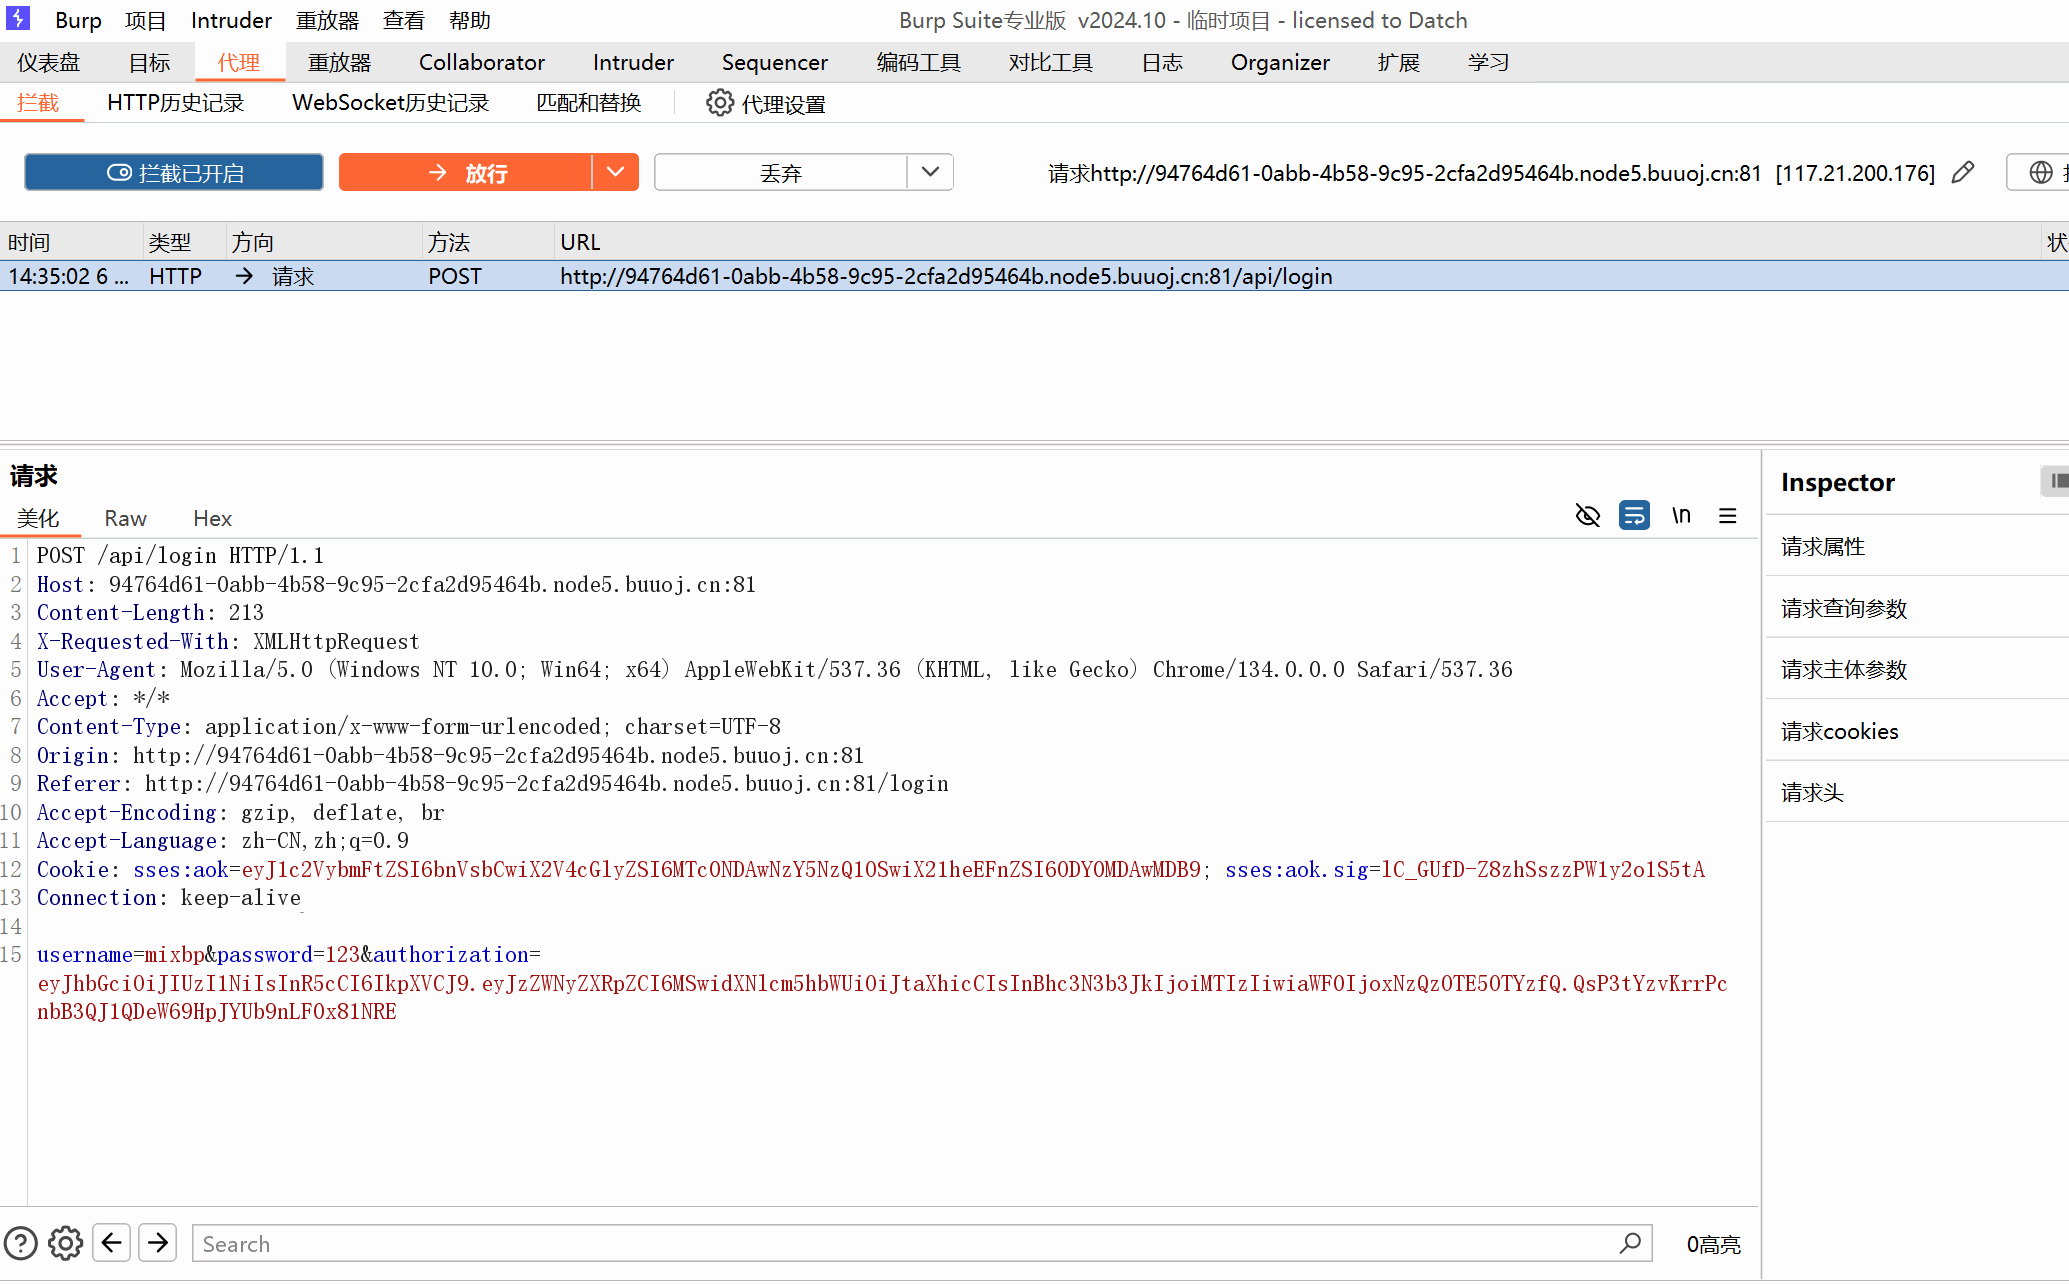 Burp 项目 Intruder 重放器 查看 帮助 Burp Suite专业版 v2024.10 - 临时项目 - licensed to Datch
仪表盘 目标 代理 重放器 Collaborator Intruder Sequencer 编码工具 对比工具 日志 Organizer 扩展 学习
拦截 HTTP历史记录 WebSocket历史记录 匹配和替换 代理设置
拦截已开启 放行 丢弃 请求http://94764d61-0abb-4b58-9c95-2cfa2d95464b.node5.buuoj.cn:81 [117.21.200.176]
时间 类型 方向 方法 URL
14:35:02 6 ... HTTP → 请求 POST http://94764d61-0abb-4b58-9c95-2cfa2d95464b.node5.buuoj.cn:81/api/login
请求
美化 Raw Hex \n
1 POST /api/login HTTP/1.1
2 Host: 94764d61-0abb-4b58-9c95-2cfa2d95464b.node5.buuoj.cn:81
3 Content-Length: 213
4 X-Requested-With: XMLHttpRequest
5 User-Agent: Mozilla/5.0 (Windows NT 10.0; Win64; x64) AppleWebKit/537.36 (KHTML, like Gecko) Chrome/134.0.0.0 Safari/537.36
6 Accept: */*
7 Content-Type: application/x-www-form-urlencoded; charset=UTF-8
8 Origin: http://94764d61-0abb-4b58-9c95-2cfa2d95464b.node5.buuoj.cn:81
9 Referer: http://94764d61-0abb-4b58-9c95-2cfa2d95464b.node5.buuoj.cn:81/login
10 Accept-Encoding: gzip, deflate, br
11 Accept-Language: zh-CN,zh;q=0.9
12 Cookie: sses:aok=eyJ1c2VybmFtZSI6bnVsbCwiX2V4cGlyZSI6MTc0NDAwNzY5NzQ1OSwiX21heEFnZSI6ODY0MDAwMDB9; sses:aok.sig=lC_GUfD-Z8zhSszzPW1y2o1S5tA
13 Connection: keep-alive
14
15 username=mixbp&password=123&authorization=
eyJhbGciOiJIUzI1NiIsInR5cCI6IkpXVCJ9.eyJzZWNyZXRpZCI6MSwidXNlcm5hbWUiOiJtaXhicCIsInBhc3N3b3JkIjoiMTIzIiwiaWF0IjoxNzQzOTE5OTYzfQ.QsP3tYzvKrrPc
nbB3QJ1QDeW69HpJYUb9nLF0x81NRE
Inspector
请求属性
请求查询参数
请求主体参数
请求cookies
请求头
Search 0高亮